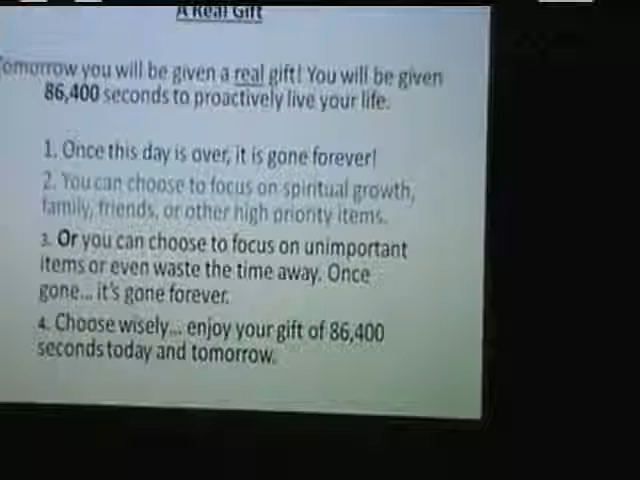 A Real Gift
Tomorrow you will be given a real gift! You will be given
86,400 seconds to proactively live your life.
1. Once this day is over, it is gone forever!
2. You can choose to focus on spiritual growth,
family, friends, or other high priority items.
3. Or you can choose to focus on unimportant
items or even waste the time away. Once
gone... it's gone forever.
4. Choose wisely... enjoy your gift of 86,400
seconds today and tomorrow.